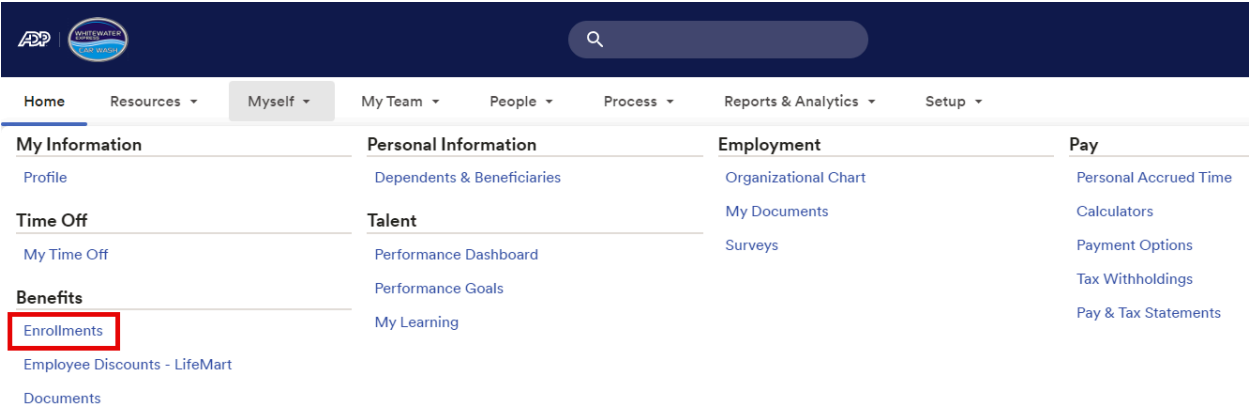 ADP
WHITEWATER
EXPRESS
CAR WASH
Home Resources Myself My Team People Process Reports & Analytics Setup
My Information
Profile
Time Off
My Time Off
Benefits
Enrollments
Employee Discounts - LifeMart
Documents
Personal Information
Dependents & Beneficiaries
Talent
Performance Dashboard
Performance Goals
My Learning
Employment
Organizational Chart
My Documents
Surveys
Pay
Personal Accrued Time
Calculators
Payment Options
Tax Withholdings
Pay & Tax Statements